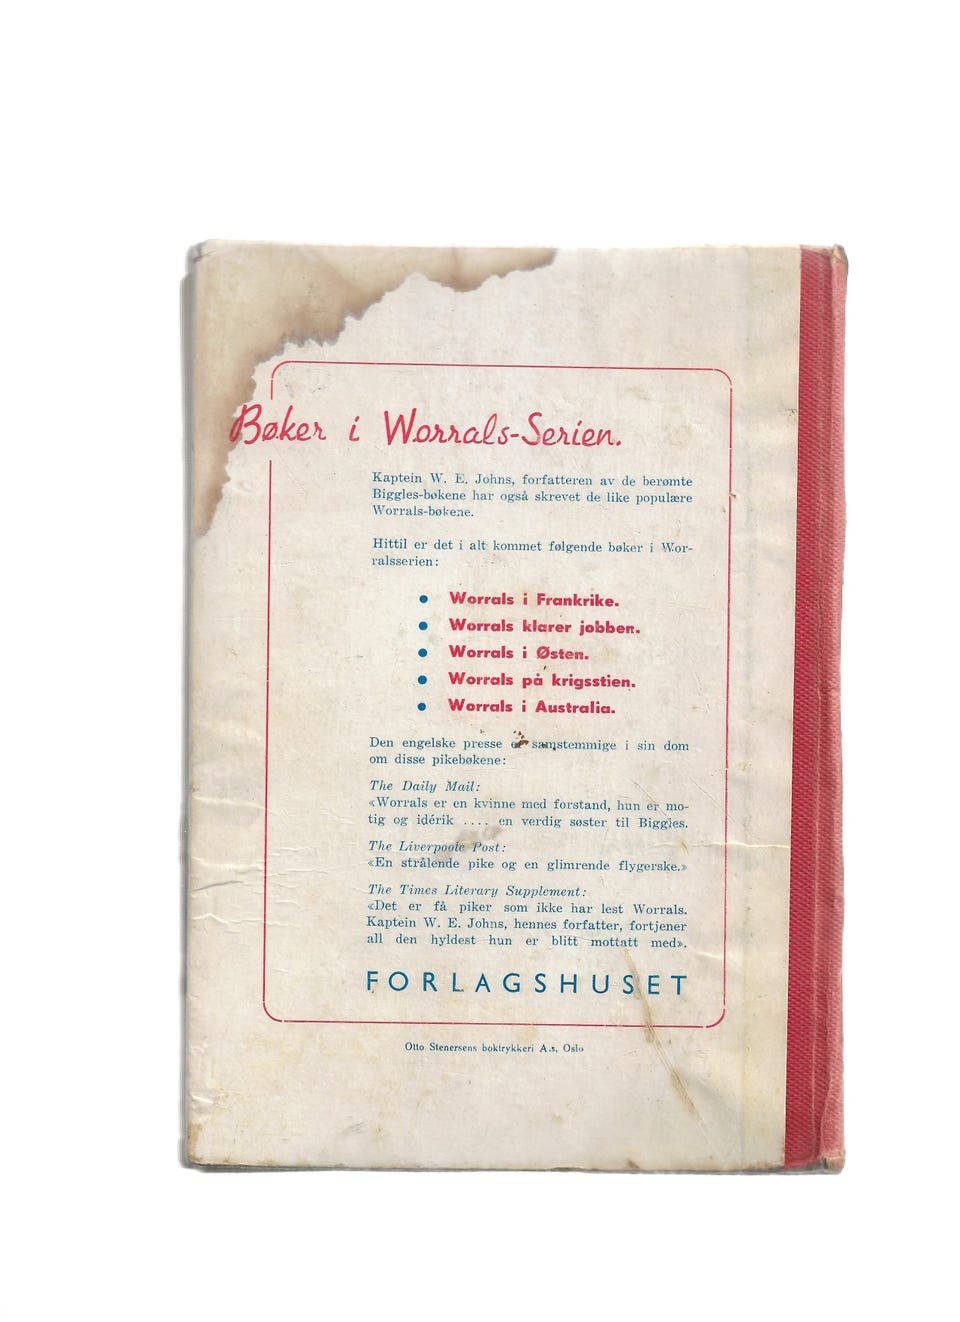 Bøker i Worrals-Serien.
Kaptein W. E. Johns, forfatteren av de berømte
Biggles-bøkene har også skrevet de like populære
Worrals-bøkene.
Hittil er det i alt kommet følgende bøker i Wor-
ralsserien:
• Worrals i Frankrike.
• Worrals klarer jobben.
• Worrals i Østen.
• Worrals på krigsstien.
• Worrals i Australia.
Den engelske presse er samstemmige i sin dom
om disse pikebøkene:
The Daily Mail:
«Worrals er en kvinne med forstand, hun er mo-
tig og idérik .... en verdig søster til Biggles.
The Liverpoole Post:
«En strålende pike og en glimrende flygerske.»
The Times Literary Supplement:
«Det er få piker som ikke har lest Worrals.
Kaptein W. E. Johns, hennes forfatter, fortjener
all den hyldest hun er blitt mottatt med».
FORLAGSHUSET
Otto Stenersens boktrykkeri A.s, Oslo